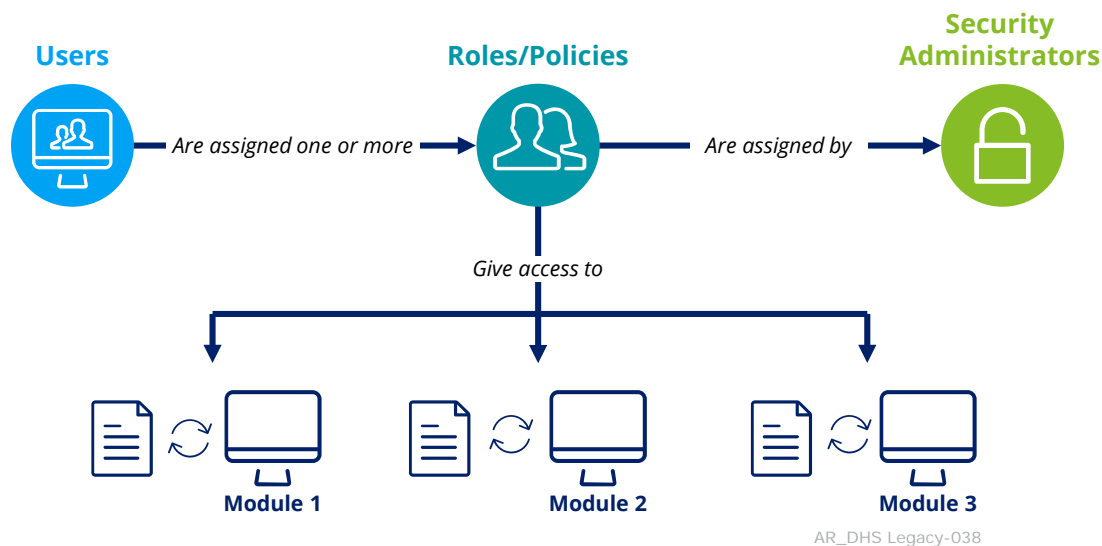 Security
Administrators
Users
Roles/Policies
Are assigned one or more
Are assigned by
Give access to
Module 1
Module 2
Module 3
AR_DHS Legacy-038